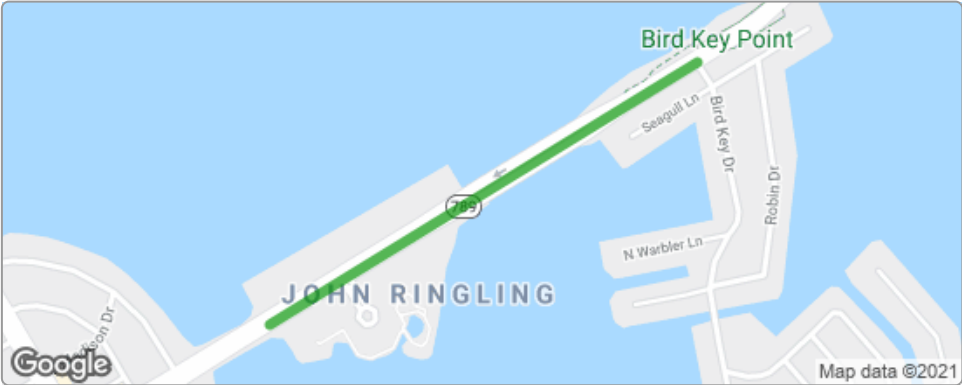 Bird Key Point
Seagull Ln
Bird Key Dr
Robin Dr
789
N Warbler Ln
JOHN RINGLING
Google
Map data ©2021